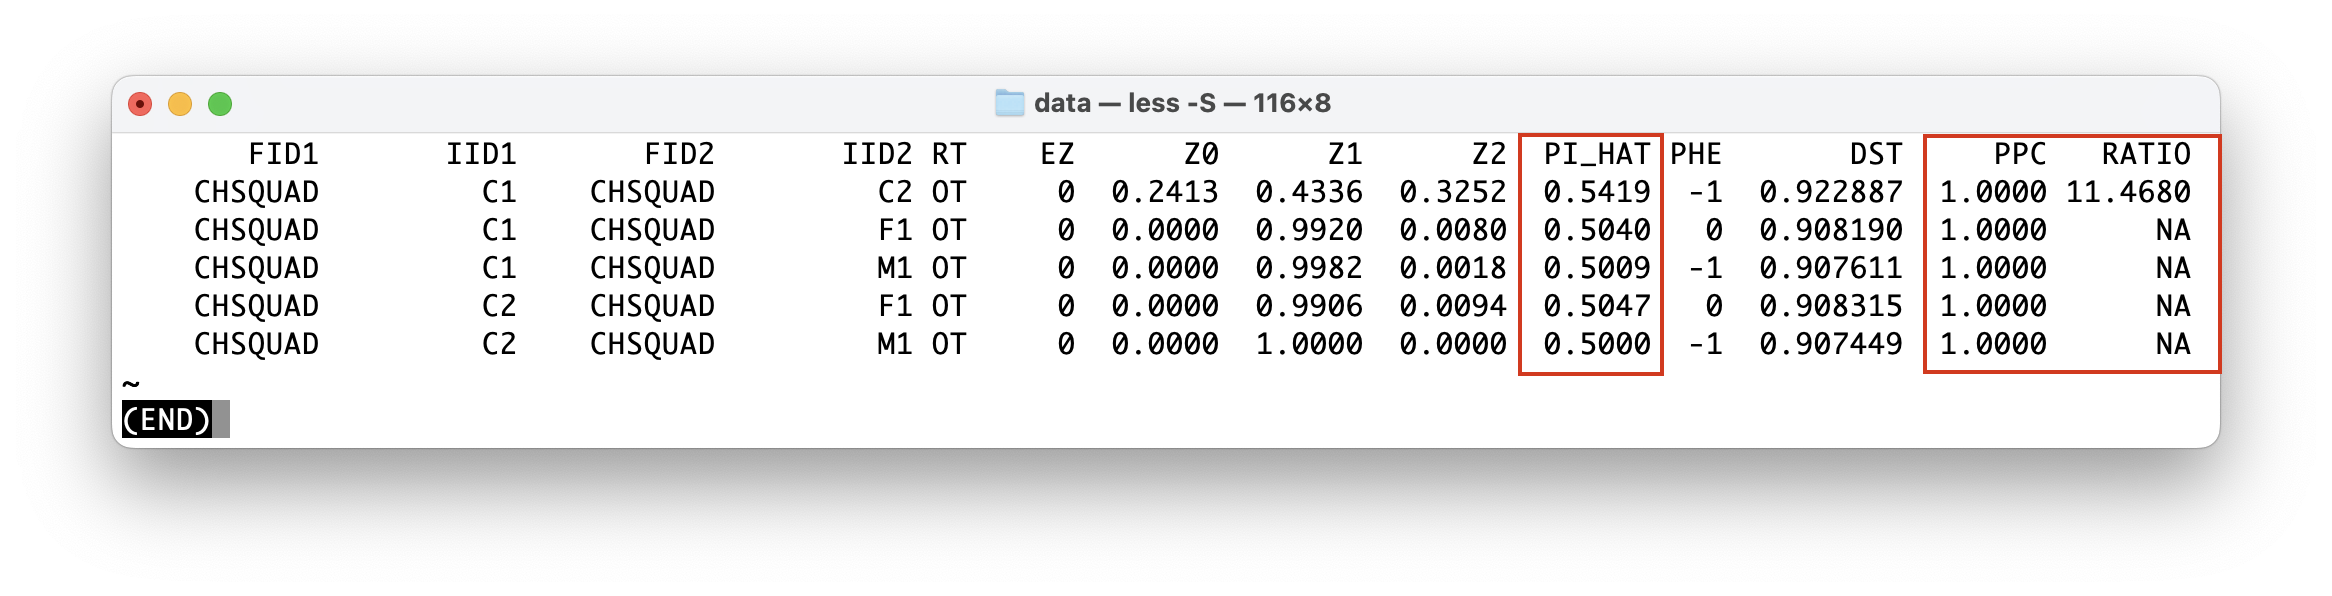 data — less -S — 116×8
FID1 IID1 FID2 IID2 RT EZ Z0 Z1 Z2 PI_HAT PHE DST PPC RATIO
CHSQUAD C1 CHSQUAD C2 OT 0 0.2413 0.4336 0.3252 0.5419 -1 0.922887 1.0000 11.4680
CHSQUAD C1 CHSQUAD F1 OT 0 0.0000 0.9920 0.0080 0.5040 0 0.908190 1.0000 NA
CHSQUAD C1 CHSQUAD M1 OT 0 0.0000 0.9982 0.0018 0.5009 -1 0.907611 1.0000 NA
CHSQUAD C2 CHSQUAD F1 OT 0 0.0000 0.9906 0.0094 0.5047 0 0.908315 1.0000 NA
CHSQUAD C2 CHSQUAD M1 OT 0 0.0000 1.0000 0.0000 0.5000 -1 0.907449 1.0000 NA
~
(END)